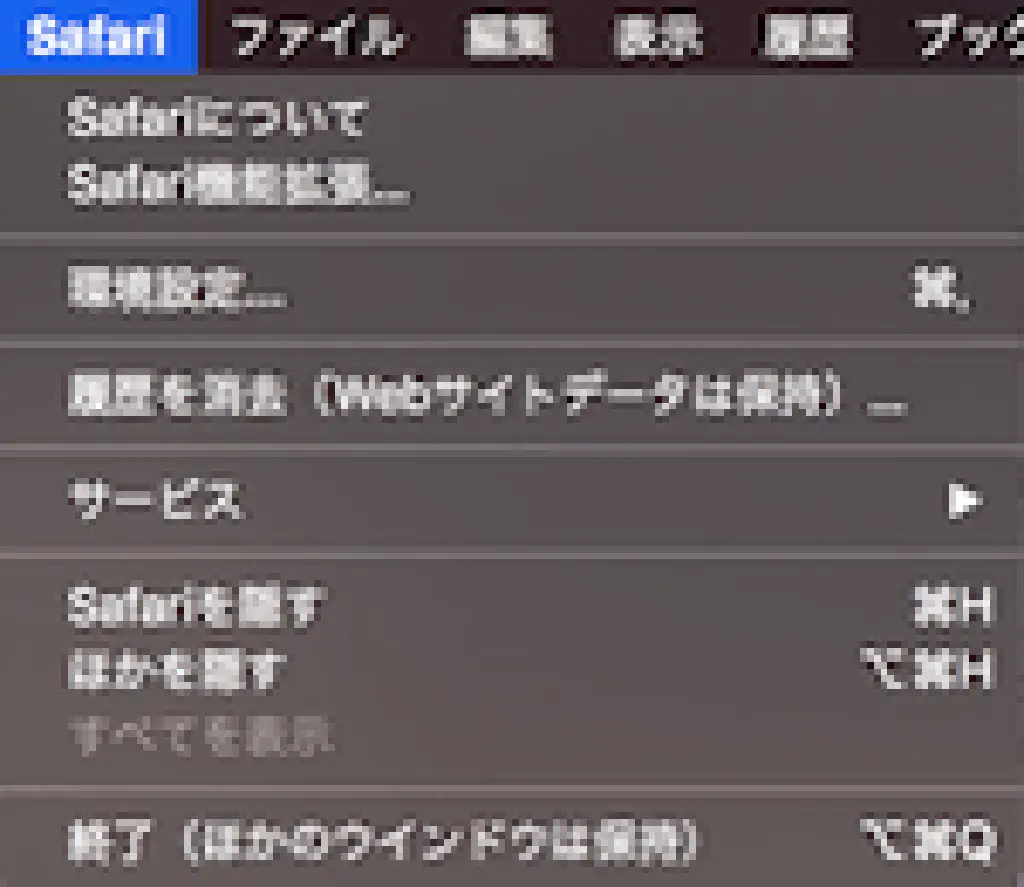 Safari ファイル 編集 表示 履歴 ブック
Safariについて
Safari機能拡張...
環境設定... ⌘,
履歴を消去（Webサイトデータは保持）...
サービス ▶
Safariを隠す ⌘H
ほかを隠す ⌥⌘H
すべてを表示
終了（ほかのウインドウは保持） ⌥⌘Q